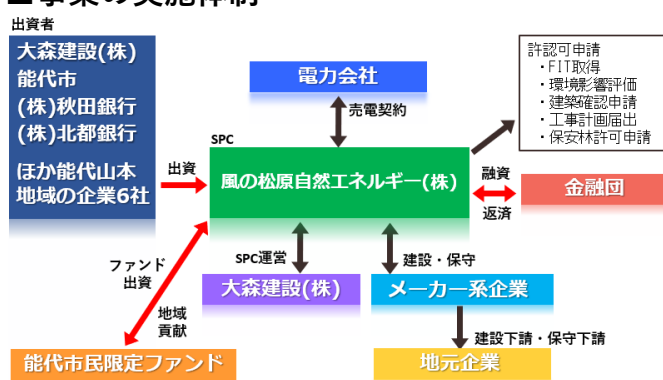 ■事業の実施体制
出資者
大森建設(株)
能代市
(株)秋田銀行
(株)北都銀行
ほか能代山本
地域の企業6社
出資
電力会社
売電契約
SPC
風の松原自然エネルギー(株)
許認可申請
・FIT取得
・環境影響評価
・建築確認申請
・工事計画届出
・保安林許可申請
融資
返済
金融団
ファンド
出資
地域
貢献
SPC運営
大森建設(株)
建設・保守
メーカー系企業
建設下請・保守下請
地元企業
能代市民限定ファンド